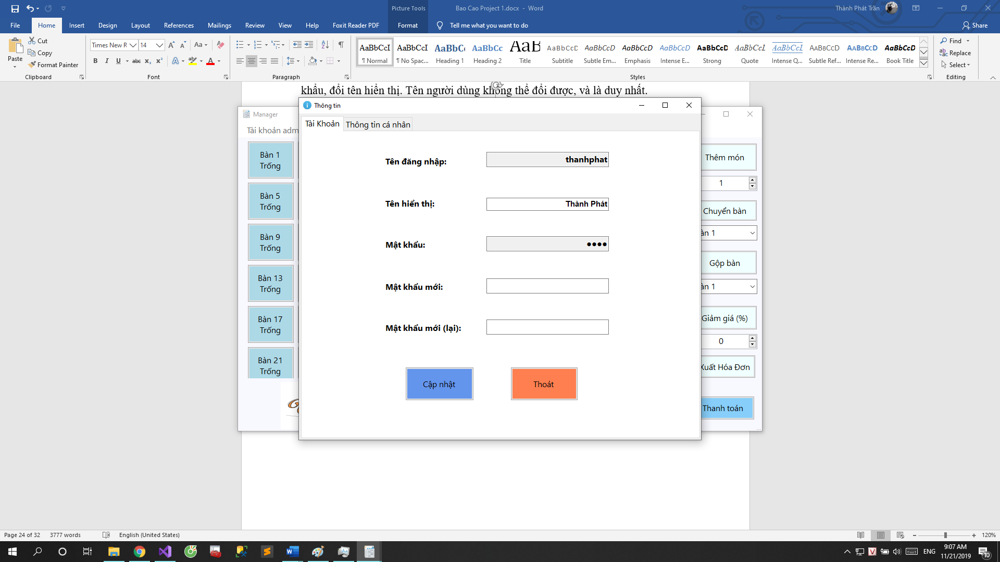 Picture Tools
Bao Cao Project 1.docx - Word
Thành Phát Trần
File
Home
Insert
Design
Layout
References
Mailings
Review
View
Help
Foxit Reader PDF
Format
Tell me what you want to do
Share
Paste
Cut
Copy
Format Painter
Clipboard
Times New R
14
Font
Paragraph
AaBbCcI
¶ Normal
AaBbCcI
¶ No Spac...
AaBbCc
Heading 1
AaBbCc
Heading 2
AaB
Title
AaBbCcD
Subtitle
AaBbCcD
Subtle Em...
AaBbCcD
Emphasis
AaBbCcD
Intense E...
AaBbCcD
Strong
AaBbCcI
Quote
AaBbCcI
Intense Q...
AaBbCcD
Subtle Ref...
AaBbCcD
Intense Re...
AaBbCcD
Book Title
Styles
Find
Replace
Select
Editing
khẩu, đổi tên hiển thị. Tên người dùng không thể đổi được, và là duy nhất.
Manager
Tài khoản adm
Bàn 1
Trống
Bàn 5
Trống
Bàn 9
Trống
Bàn 13
Trống
Bàn 17
Trống
Bàn 21
Trống
Thông tin
Tài Khoản
Thông tin cá nhân
Tên đăng nhập:
thanhphat
Tên hiển thị:
Thành Phát
Mật khẩu:
••••
Mật khẩu mới:
Mật khẩu mới (lại):
Cập nhật
Thoát
Thêm món
1
Chuyển bàn
àn 1
Gộp bàn
àn 1
Giảm giá (%)
0
Xuất Hóa Đơn
Thanh toán
Page 24 of 32
3777 words
English (United States)
120%
ENG
9:07 AM
11/21/2019
10